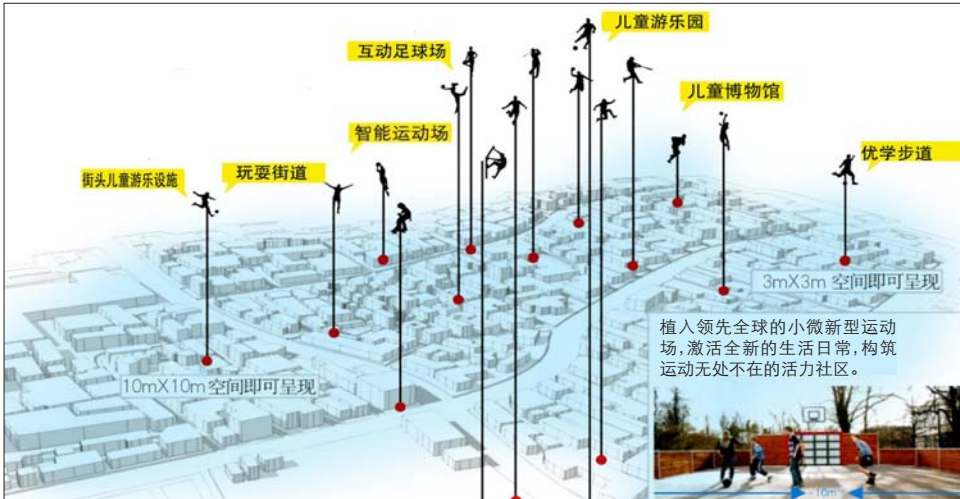 儿童游乐园
互动足球场
儿童博物馆
智能运动场
优学步道
玩耍街道
街头儿童游乐设施
3mX3m 空间即可呈现
植入领先全球的小微新型运动
场,激活全新的生活日常,构筑
运动无处不在的活力社区。
10mX10m 空间即可呈现
16m